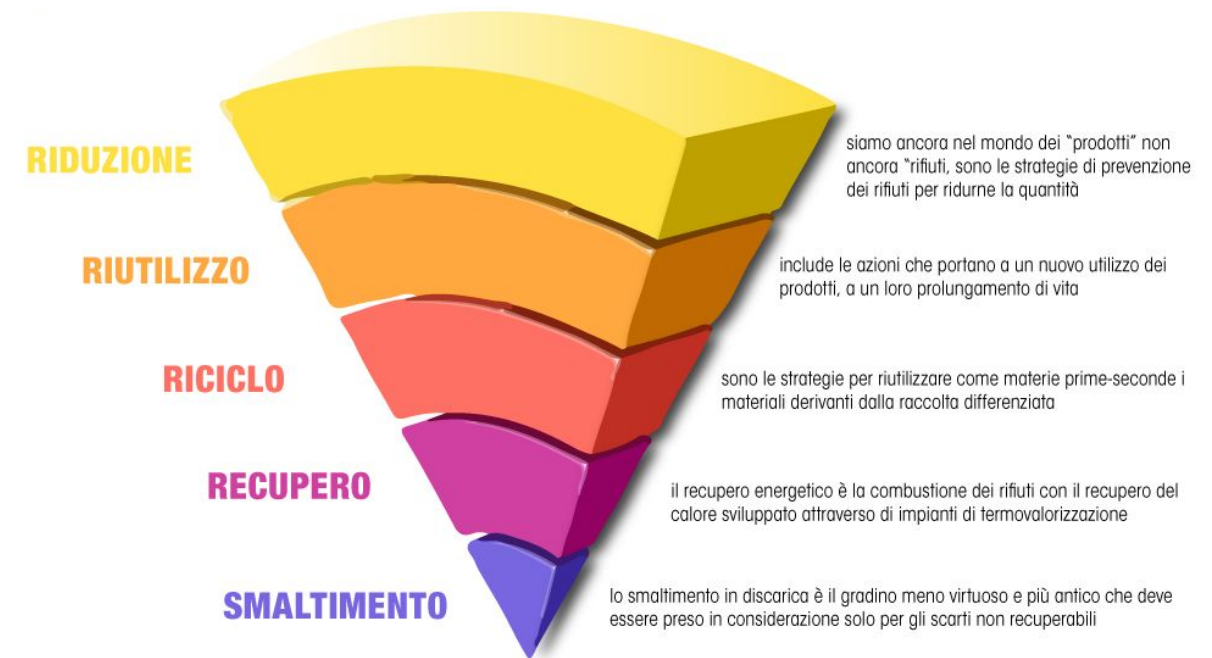 RIDUZIONE
siamo ancora nel mondo dei “prodotti” non
ancora “rifiuti, sono le strategie di prevenzione
dei rifiuti per ridurne la quantità
RIUTILIZZO
include le azioni che portano a un nuovo utilizzo dei
prodotti, a un loro prolungamento di vita
RICICLO
sono le strategie per riutilizzare come materie prime-seconde i
materiali derivanti dalla raccolta differenziata
RECUPERO
il recupero energetico è la combustione dei rifiuti con il recupero del
calore sviluppato attraverso di impianti di termovalorizzazione
SMALTIMENTO
lo smaltimento in discarica è il gradino meno virtuoso e più antico che deve
essere preso in considerazione solo per gli scarti non recuperabili